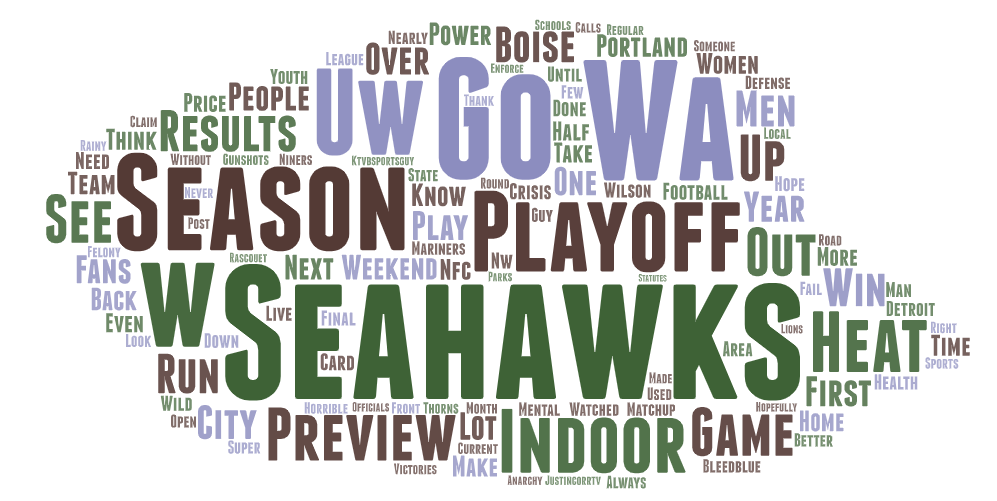 Schools Calls Regular
Nearly Power Boise Portland Someone
League Over Enforce Until Women
Youth Uw Go Wa Defense
Price People Thank Few Men
Claim Done
Think Results Half Local
Rainy Need Without Gunshots Niners Ktvbsportsguy Take Up
Team Season State Round Crisis One Wilson Football Hope
Never Know
See Post Play Playoff Guy Year
Felony Mariners Nw Out Road
Rascouet More
Fans Next Weekend Nfc Parks Statutes
Back W Seahawks Fail Win Man
Even Live Final Lions Detroit
Look Down Heat Right
Card Area Time
Run Made Sports
Used First Health
Wild Horrible Officials Front Thorns Month Mental Watched Matchup Hopefully
Open City Preview Lot Indoor Game Home
Super Current Better
Victories Make Bleedblue
Anarchy Justincorrtv Always